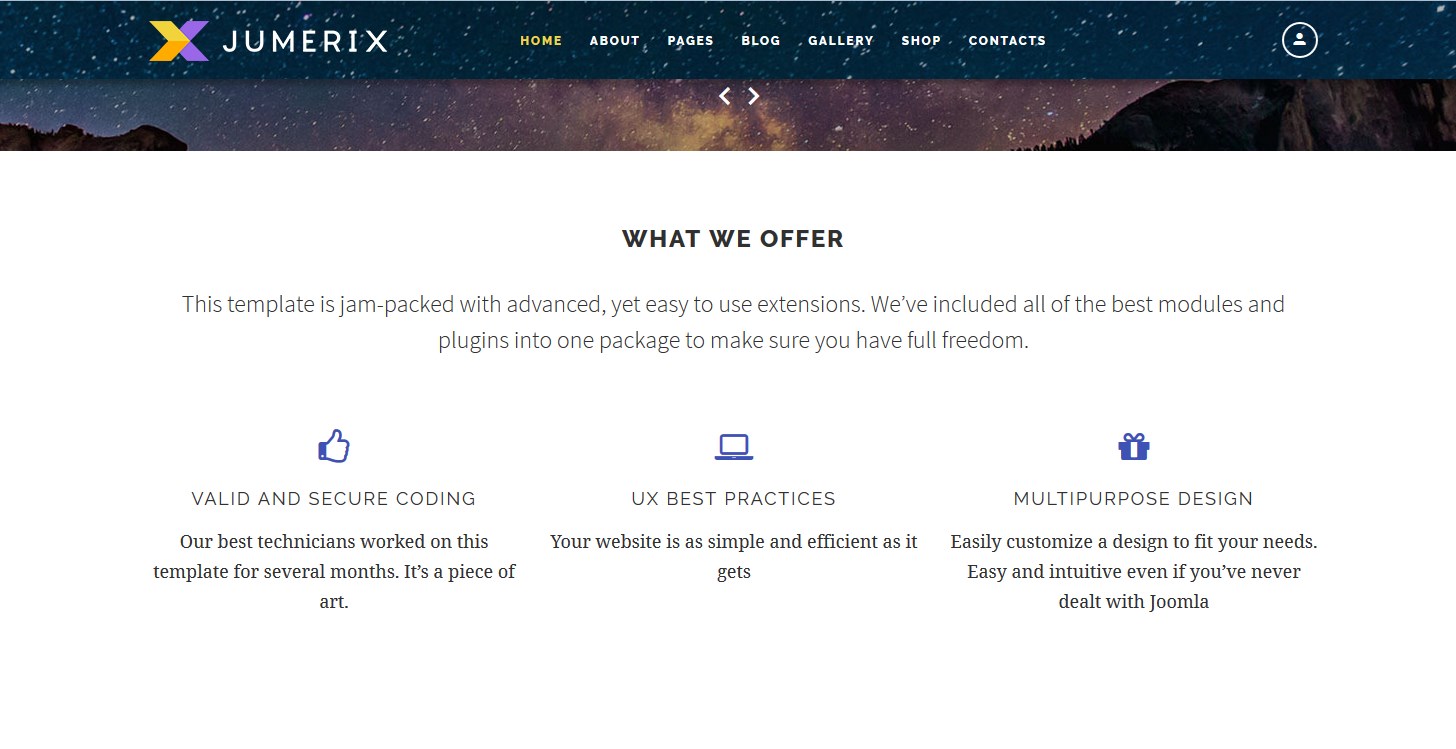 JUMERIX
HOME ABOUT PAGES BLOG GALLERY SHOP CONTACTS
WHAT WE OFFER
This template is jam-packed with advanced, yet easy to use extensions. We’ve included all of the best modules and
plugins into one package to make sure you have full freedom.
VALID AND SECURE CODING
Our best technicians worked on this
template for several months. It’s a piece of
art.
UX BEST PRACTICES
Your website is as simple and efficient as it
gets
MULTIPURPOSE DESIGN
Easily customize a design to fit your needs.
Easy and intuitive even if you’ve never
dealt with Joomla